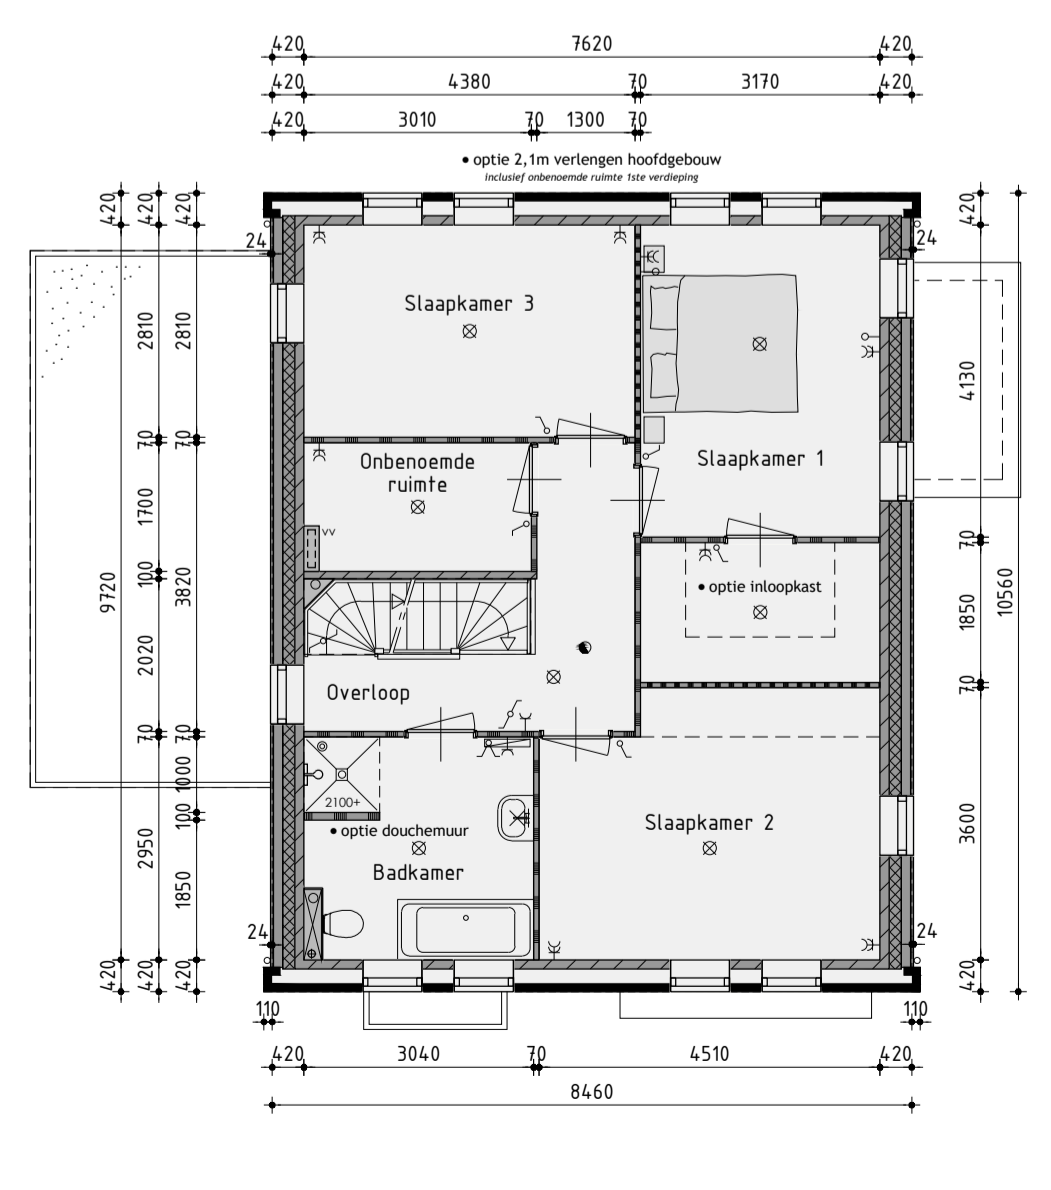 420 7620 420
420 4380 70 3170 420
420 3010 70 1300 70
• optie 2,1m verlengen hoofdgebouw
inclusief onbenoemde ruimte 1ste verdieping
420 420 420 420
24 24
Slaapkamer 3
2810 2810
4130
70 70
Slaapkamer 1
Onbenoemde
ruimte
1700
vv
70
100
9720 3820 10560
• optie inloopkast
1850
2020
70
Overloop
70 70
1000
2100+
100
• optie douchemuur
Slaapkamer 2
3600
2950
Badkamer
1850
24 24
420 420 420 420
110 110
420 3040 70 4510 420
8460